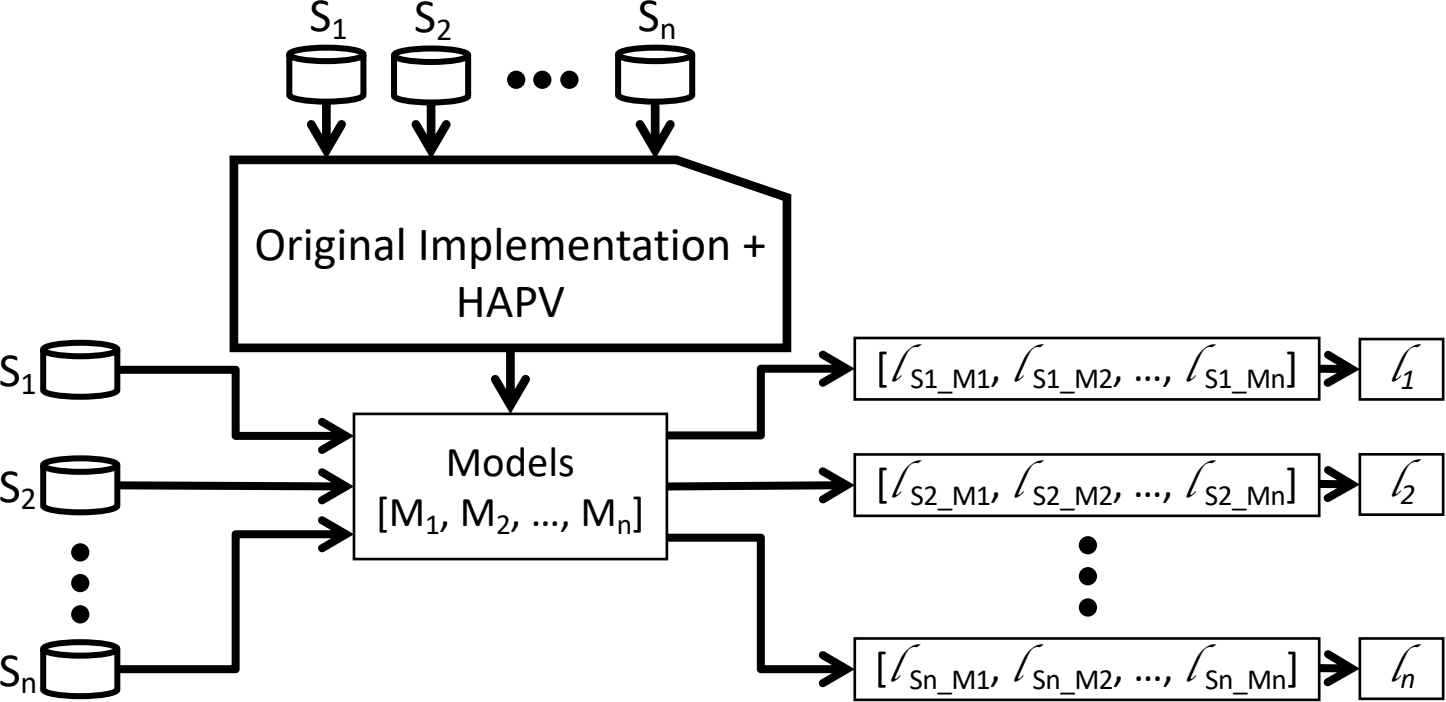 S1 S2 Sn
Original Implementation +
HAPV
S1
[lS1_M1, lS1_M2, ..., lS1_Mn]
l1
Models
[M1, M2, ..., Mn]
S2
[lS2_M1, lS2_M2, ..., lS2_Mn]
l2
Sn
[lSn_M1, lSn_M2, ..., lSn_Mn]
ln